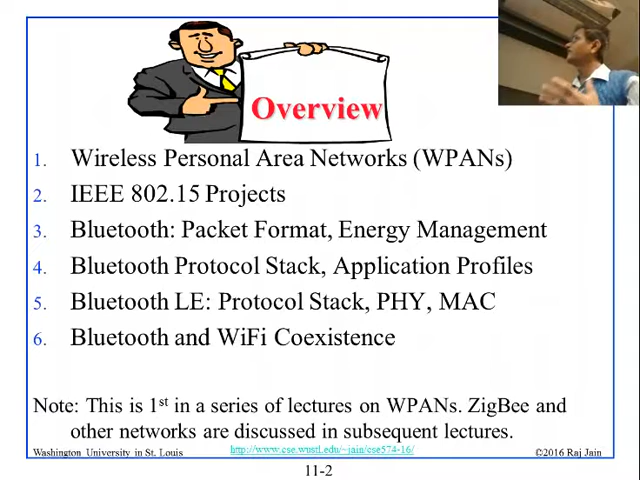 Overview
1. Wireless Personal Area Networks (WPANs)
2. IEEE 802.15 Projects
3. Bluetooth: Packet Format, Energy Management
4. Bluetooth Protocol Stack, Application Profiles
5. Bluetooth LE: Protocol Stack, PHY, MAC
6. Bluetooth and WiFi Coexistence
Note: This is 1st in a series of lectures on WPANs. ZigBee and
other networks are discussed in subsequent lectures.
Washington University in St. Louis http://www.cse.wustl.edu/~jain/cse574-16/ ©2016 Raj Jain
11-2